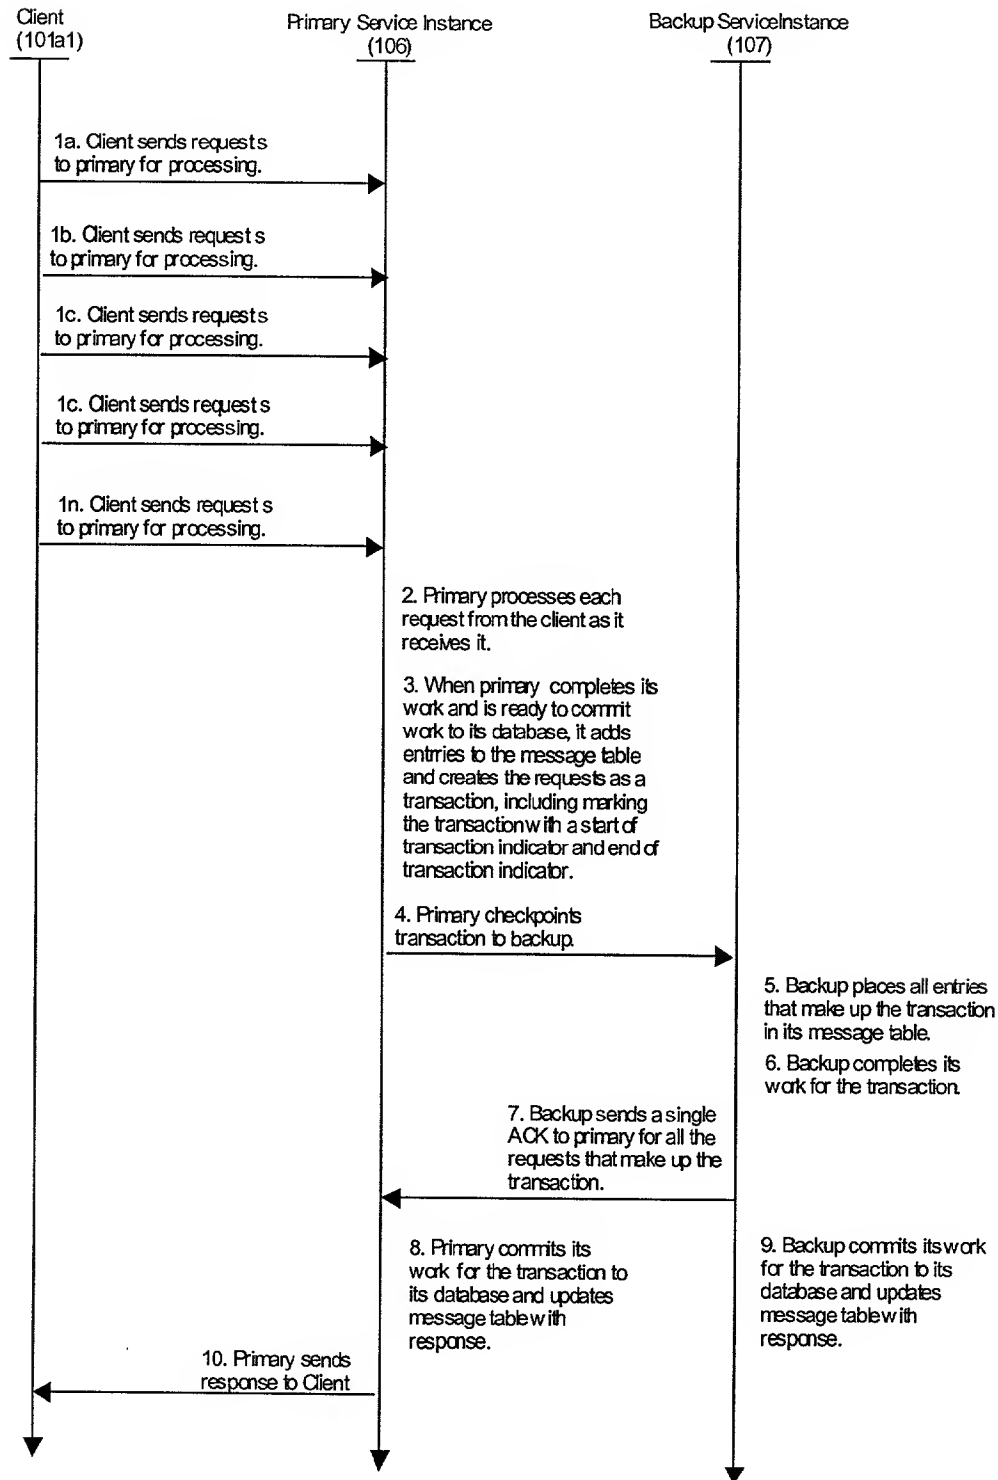 Client
(101a1)
Primary Service Instance
(106)
Backup ServiceInstance
(107)
1a. Client sends requests
to primary for processing.
1b. Client sends requests
to primary for processing.
1c. Client sends requests
to primary for processing.
1c. Client sends requests
to primary for processing.
1n. Client sends requests
to primary for processing.
2. Primary processes each
request from the client as it
receives it.
3. When primary completes its
work and is ready to commit
work to its database, it adds
entrries to the message table
and creates the requests as a
transaction, including marking
the transaction with a start of
transaction indicator and end of
transaction indicator.
4. Primary checkpoints
transaction to backup.
5. Backup places all entries
that make up the transaction
in its message table.
6. Backup completes its
work for the transaction.
7. Backup sends a single
ACK to primary for all the
requests that make up the
transaction.
8. Primary commits its
work for the transaction to
its database and updates
message table with
response.
9. Backup commits its work
for the transaction to its
database and updates
message table with
response.
10. Primary sends
response to Client